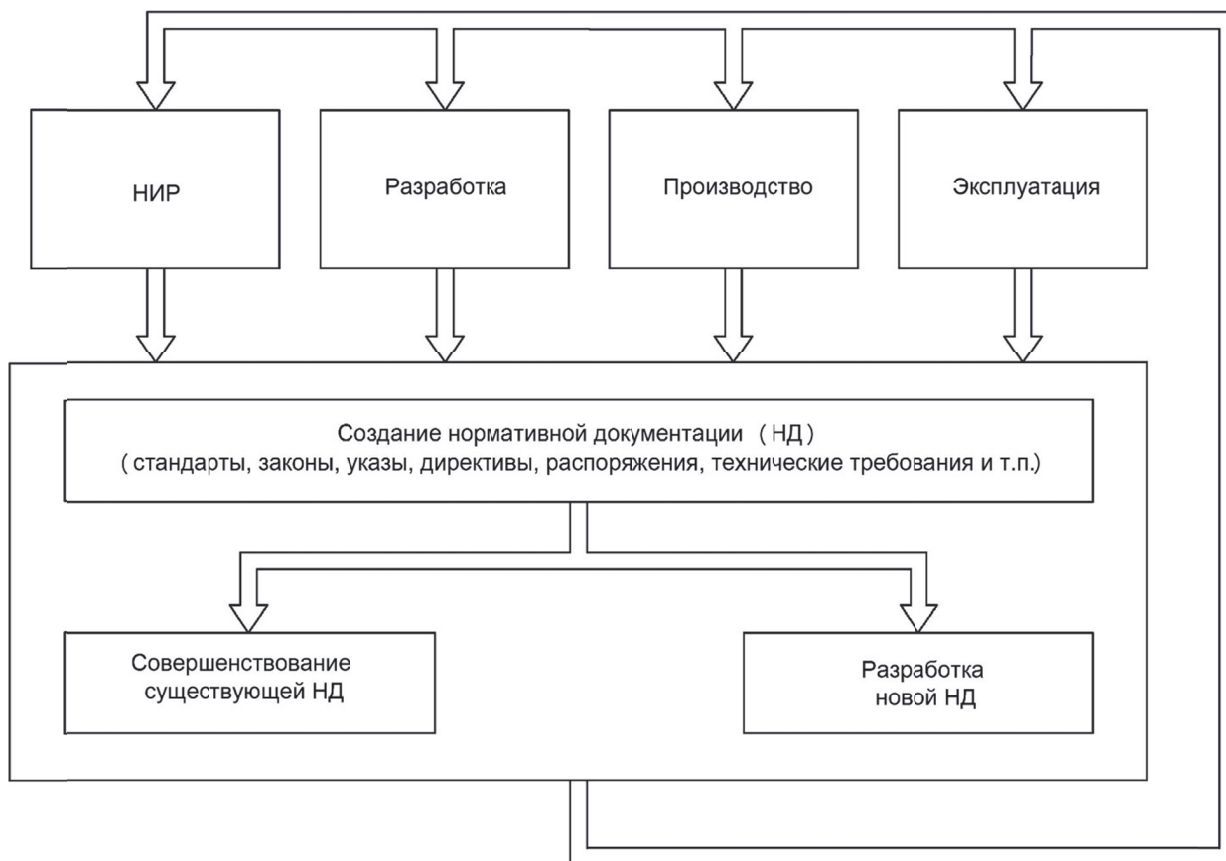 НИР
Разработка
Производство
Эксплуатация
Создание нормативной документации ( НД )
( стандарты, законы, указы, директивы, распоряжения, технические требования и т.п.)
Совершенствование
существующей НД
Разработка
новой НД